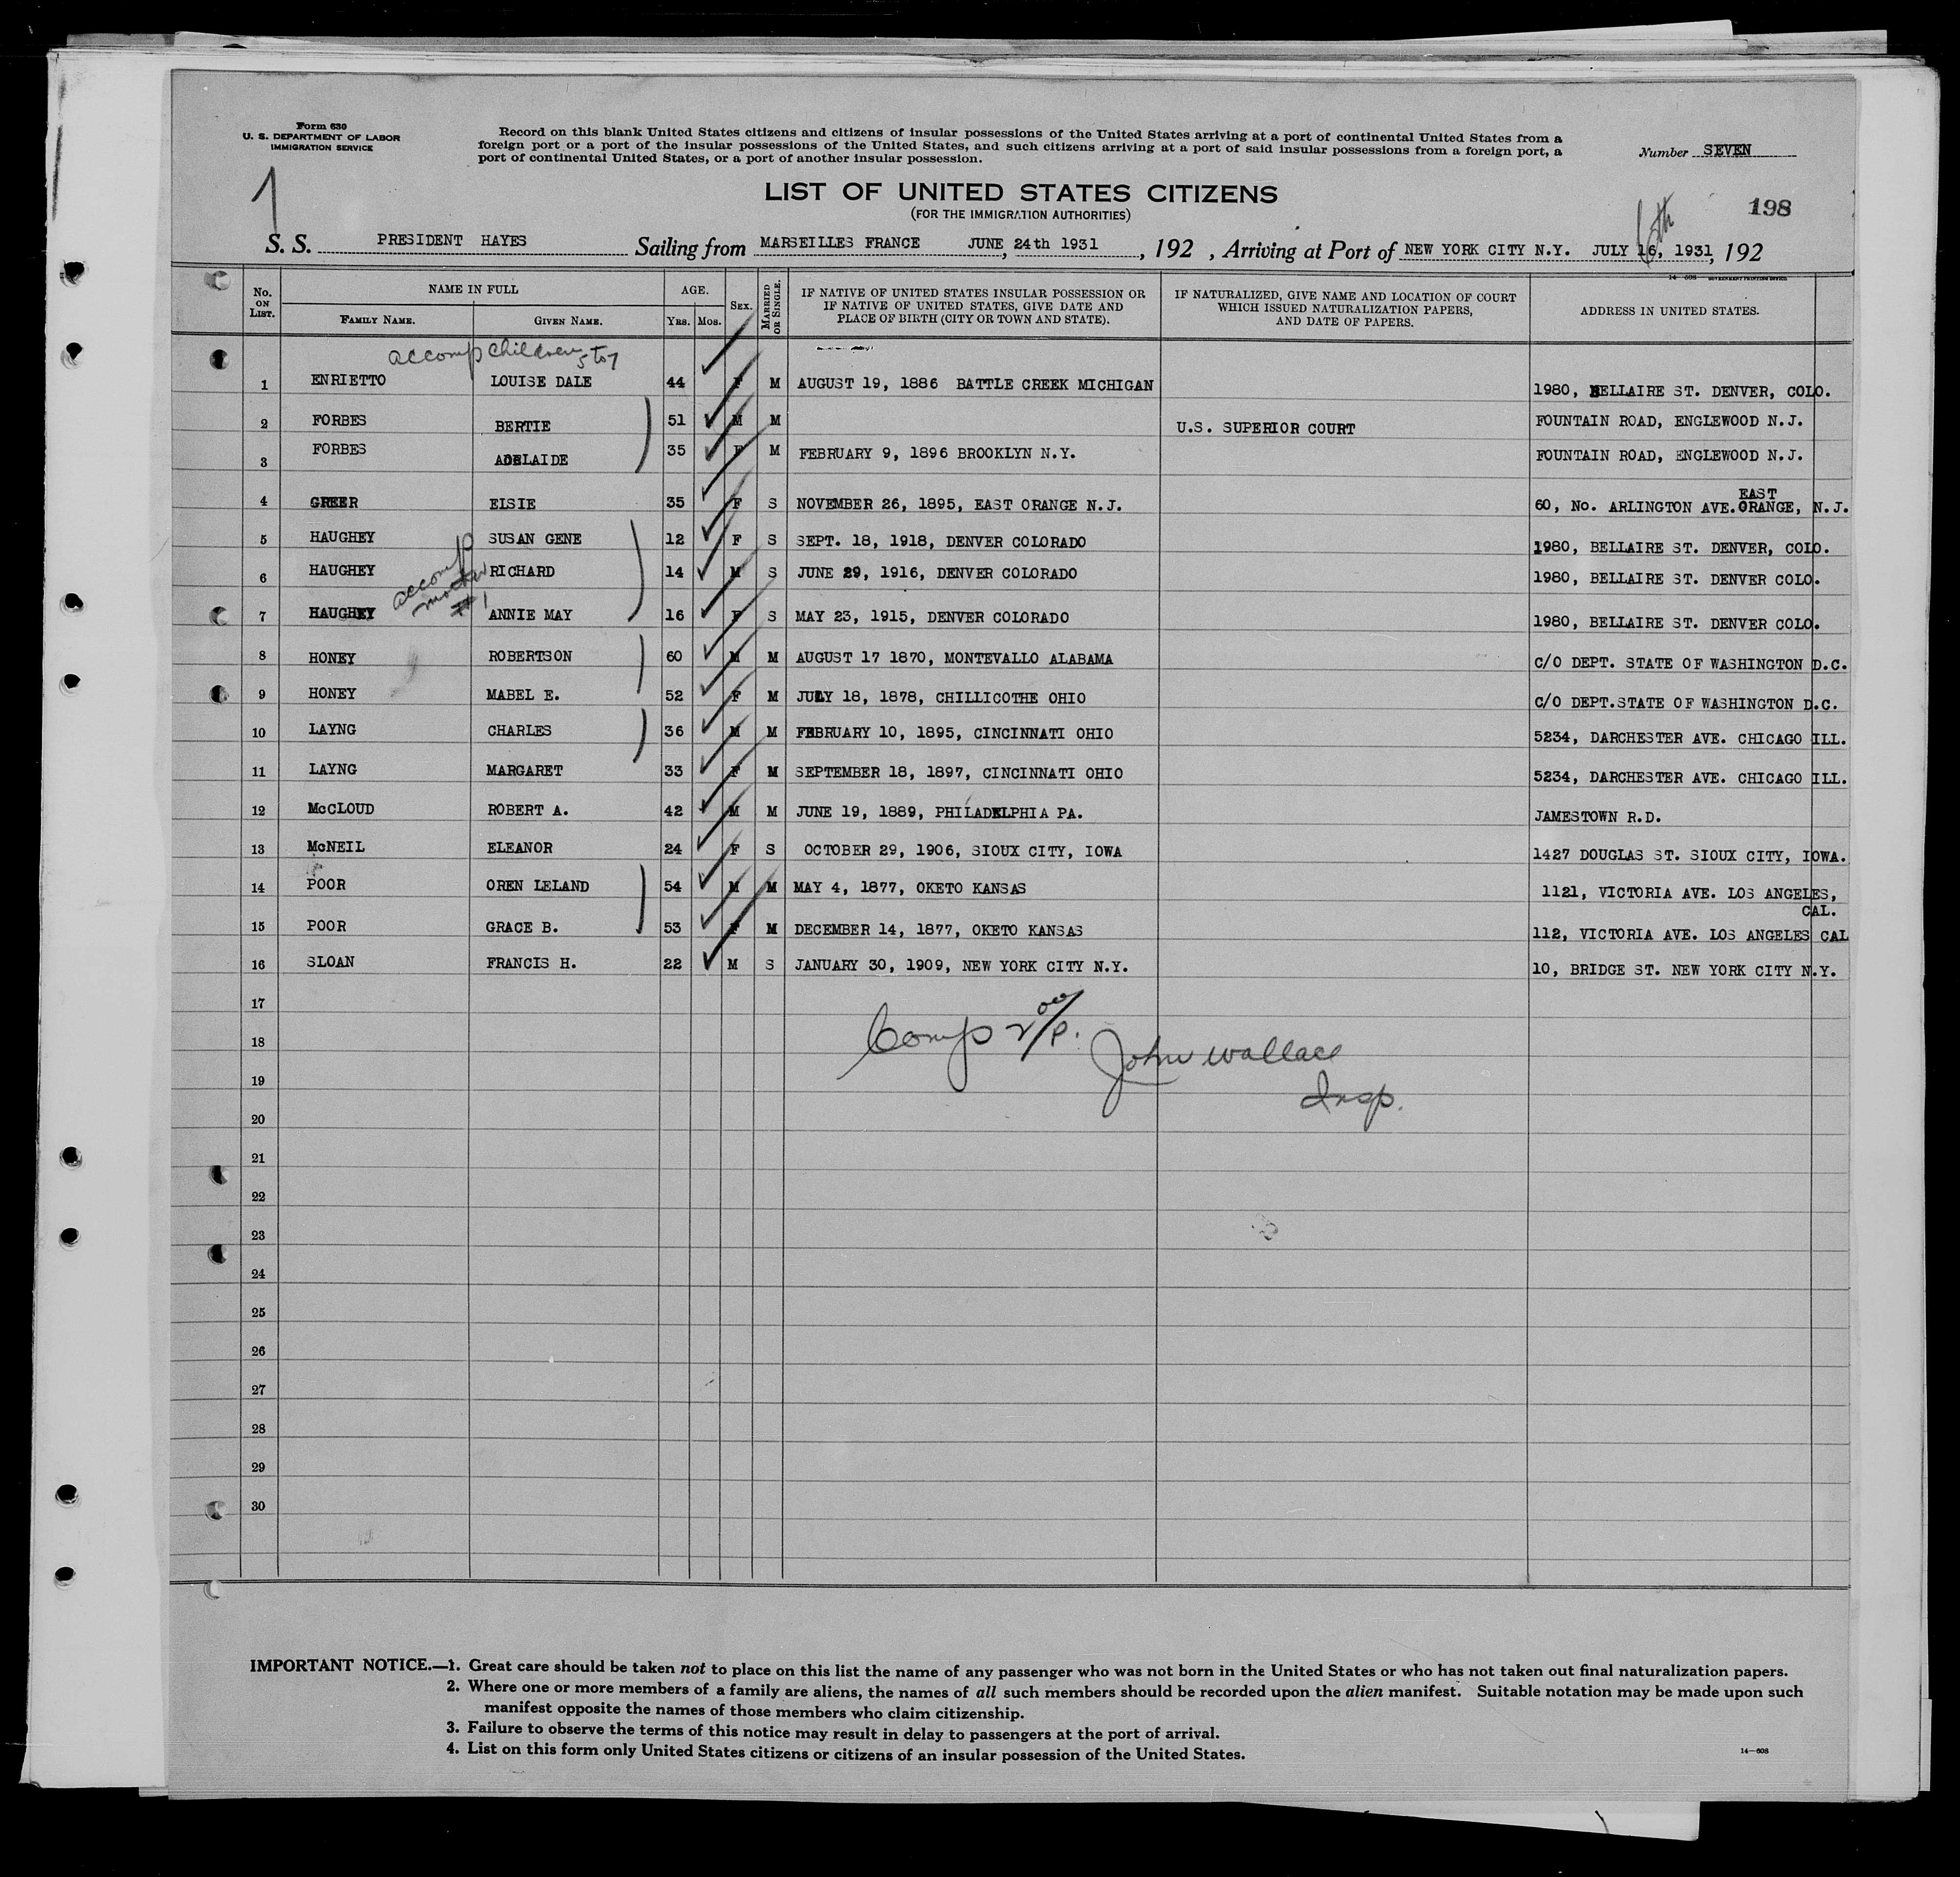 Form 630
U. S. DEPARTMENT OF LABOR
IMMIGRATION SERVICE
Record on this blank United States citizens and citizens of insular possessions of the United States arriving at a port of continental United States from a
foreign port or a port of the insular possessions of the United States, and such citizens arriving at a port of said insular possessions from a foreign port, a
port of continental United States, or a port of another insular possession.
Number SEVEN
1
LIST OF UNITED STATES CITIZENS
(FOR THE IMMIGRATION AUTHORITIES)
198
6th
S. S. PRESIDENT HAYES Sailing from MARSEILLES FRANCE JUNE, 24th 1931, 192 , Arriving at Port of NEW YORK CITY N.Y. JULY 16, 1931, 192
14—608 GOVERNMENT PRINTING OFFICE
No. ON LIST. NAME IN FULL FAMILY NAME. GIVEN NAME. AGE. YRS. MOS. SEX. MARRIED OR SINGLE. IF NATIVE OF UNITED STATES INSULAR POSSESSION OR IF NATIVE OF UNITED STATES, GIVE DATE AND PLACE OF BIRTH (CITY OR TOWN AND STATE). IF NATURALIZED, GIVE NAME AND LOCATION OF COURT WHICH ISSUED NATURALIZATION PAPERS, AND DATE OF PAPERS. ADDRESS IN UNITED STATES.
accomp children 5 to 7
1 ENRIETTO LOUISE DALE 44 F M AUGUST 19, 1886 BATTLE CREEK MICHIGAN 1980, BELLAIRE ST. DENVER, COLO.
2 FORBES BERTIE 51 M M U.S. SUPERIOR COURT FOUNTAIN ROAD, ENGLEWOOD N.J.
3 FORBES ADELAIDE 35 F M FEBRUARY 9, 1896 BROOKLYN N.Y. FOUNTAIN ROAD, ENGLEWOOD N.J.
4 GREER ELSIE 35 F S NOVEMBER 26, 1895, EAST ORANGE N.J. 60, No. ARLINGTON AVE. EAST ORANGE, N.J.
5 HAUGHEY SUSAN GENE 12 F S SEPT. 18, 1918, DENVER COLORADO 1980, BELLAIRE ST. DENVER, COLO.
6 HAUGHEY RICHARD 14 M S JUNE 29, 1916, DENVER COLORADO 1980, BELLAIRE ST. DENVER COLO.
accomp mother #1
7 HAUGHEY ANNIE MAY 16 F S MAY 23, 1915, DENVER COLORADO 1980, BELLAIRE ST. DENVER COLO.
8 HONEY ROBERTSON 60 M M AUGUST 17 1870, MONTEVALLO ALABAMA C/O DEPT. STATE OF WASHINGTON D.C.
9 HONEY MABEL E. 52 F M JULY 18, 1878, CHILLICOTHE OHIO C/O DEPT.STATE OF WASHINGTON D.C.
10 LAYNG CHARLES 36 M M FEBRUARY 10, 1895, CINCINNATI OHIO 5234, DARCHESTER AVE. CHICAGO ILL.
11 LAYNG MARGARET 33 F M SEPTEMBER 18, 1897, CINCINNATI OHIO 5234, DARCHESTER AVE. CHICAGO ILL.
12 McCLOUD ROBERT A. 42 M M JUNE 19, 1889, PHILADELPHIA PA. JAMESTOWN R.D.
13 McNEIL ELEANOR 24 F S OCTOBER 29, 1906, SIOUX CITY, IOWA 1427 DOUGLAS ST. SIOUX CITY, IOWA.
14 POOR OREN LELAND 54 M M MAY 4, 1877, OKETO KANSAS 1121, VICTORIA AVE. LOS ANGELES, CAL.
15 POOR GRACE B. 53 F M DECEMBER 14, 1877, OKETO KANSAS 112, VICTORIA AVE. LOS ANGELES CAL
16 SLOAN FRANCIS H. 22 M S JANUARY 30, 1909, NEW YORK CITY N.Y. 10, BRIDGE ST. NEW YORK CITY N.Y.
17
18
Comp
John Wallace
19
Insp.
20
21
22
23
24
25
26
27
28
29
30
IMPORTANT NOTICE.—1. Great care should be taken not to place on this list the name of any passenger who was not born in the United States or who has not taken out final naturalization papers.
2. Where one or more members of a family are aliens, the names of all such members should be recorded upon the alien manifest. Suitable notation may be made upon such
manifest opposite the names of those members who claim citizenship.
3. Failure to observe the terms of this notice may result in delay to passengers at the port of arrival.
4. List on this form only United States citizens or citizens of an insular possession of the United States.
14—608